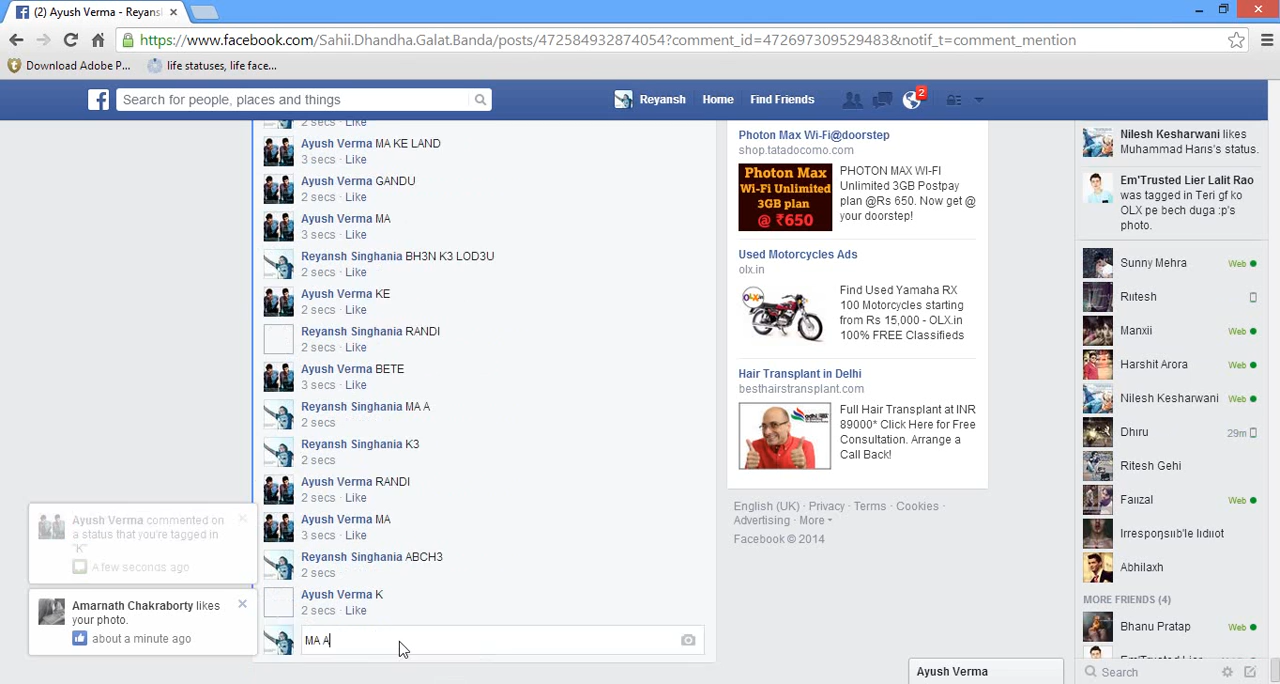 (2) Ayush Verma - Reyansh
https://www.facebook.com/Sahii.Dhandha.Galat.Banda/posts/472584932874054?comment_id=472697309529483&notif_t=comment_mention
Download Adobe P...
life statuses, life face...
Search for people, places and things
Reyansh
Home
Find Friends
2
2 secs · Like
Ayush Verma MA KE LAND
3 secs · Like
Ayush Verma GANDU
2 secs · Like
Ayush Verma MA
3 secs · Like
Reyansh Singhania BH3N K3 LOD3U
2 secs · Like
Ayush Verma KE
2 secs · Like
Reyansh Singhania RANDI
2 secs · Like
Ayush Verma BETE
3 secs · Like
Reyansh Singhania MA A
2 secs
Reyansh Singhania K3
2 secs
Ayush Verma RANDI
2 secs · Like
Ayush Verma MA
3 secs · Like
Reyansh Singhania ABCH3
2 secs
Ayush Verma K
2 secs · Like
MA A
Ayush Verma commented on
a status that you're tagged in
"K"
A few seconds ago
Amarnath Chakraborty likes
your photo.
about a minute ago
Photon Max Wi-Fi@doorstep
shop.tatadocomo.com
Photon Max
Wi-Fi Unlimited
3GB plan
@ ₹650
PHOTON MAX WI-FI
Unlimited 3GB Postpay
plan @Rs 650. Now get @
your doorstep!
Used Motorcycles Ads
olx.in
OLX
Find Used Yamaha RX
100 Motorcycles starting
from Rs 15,000 - OLX.in
100% FREE Classifieds
Hair Transplant in Delhi
besthairstransplant.com
Full Hair Transplant at INR
89000* Click Here for Free
Consultation. Arrange a
Call Back!
English (UK) · Privacy · Terms · Cookies ·
Advertising · More
Facebook © 2014
Nilesh Kesharwani likes
Muhammad Haris's status.
Em'Trusted Lier Lalit Rao
was tagged in Teri gf ko
OLX pe bech duga :p's
photo.
Sunny Mehra Web
Riitesh
Manxii Web
Harshit Arora Web
Nilesh Kesharwani Web
Dhiru 29m
Ritesh Gehi
Faiizal Web
Irresponsiib'le Iidiiot
Abhilaxh
MORE FRIENDS (4)
Bhanu Pratap Web
Ayush Verma
Search